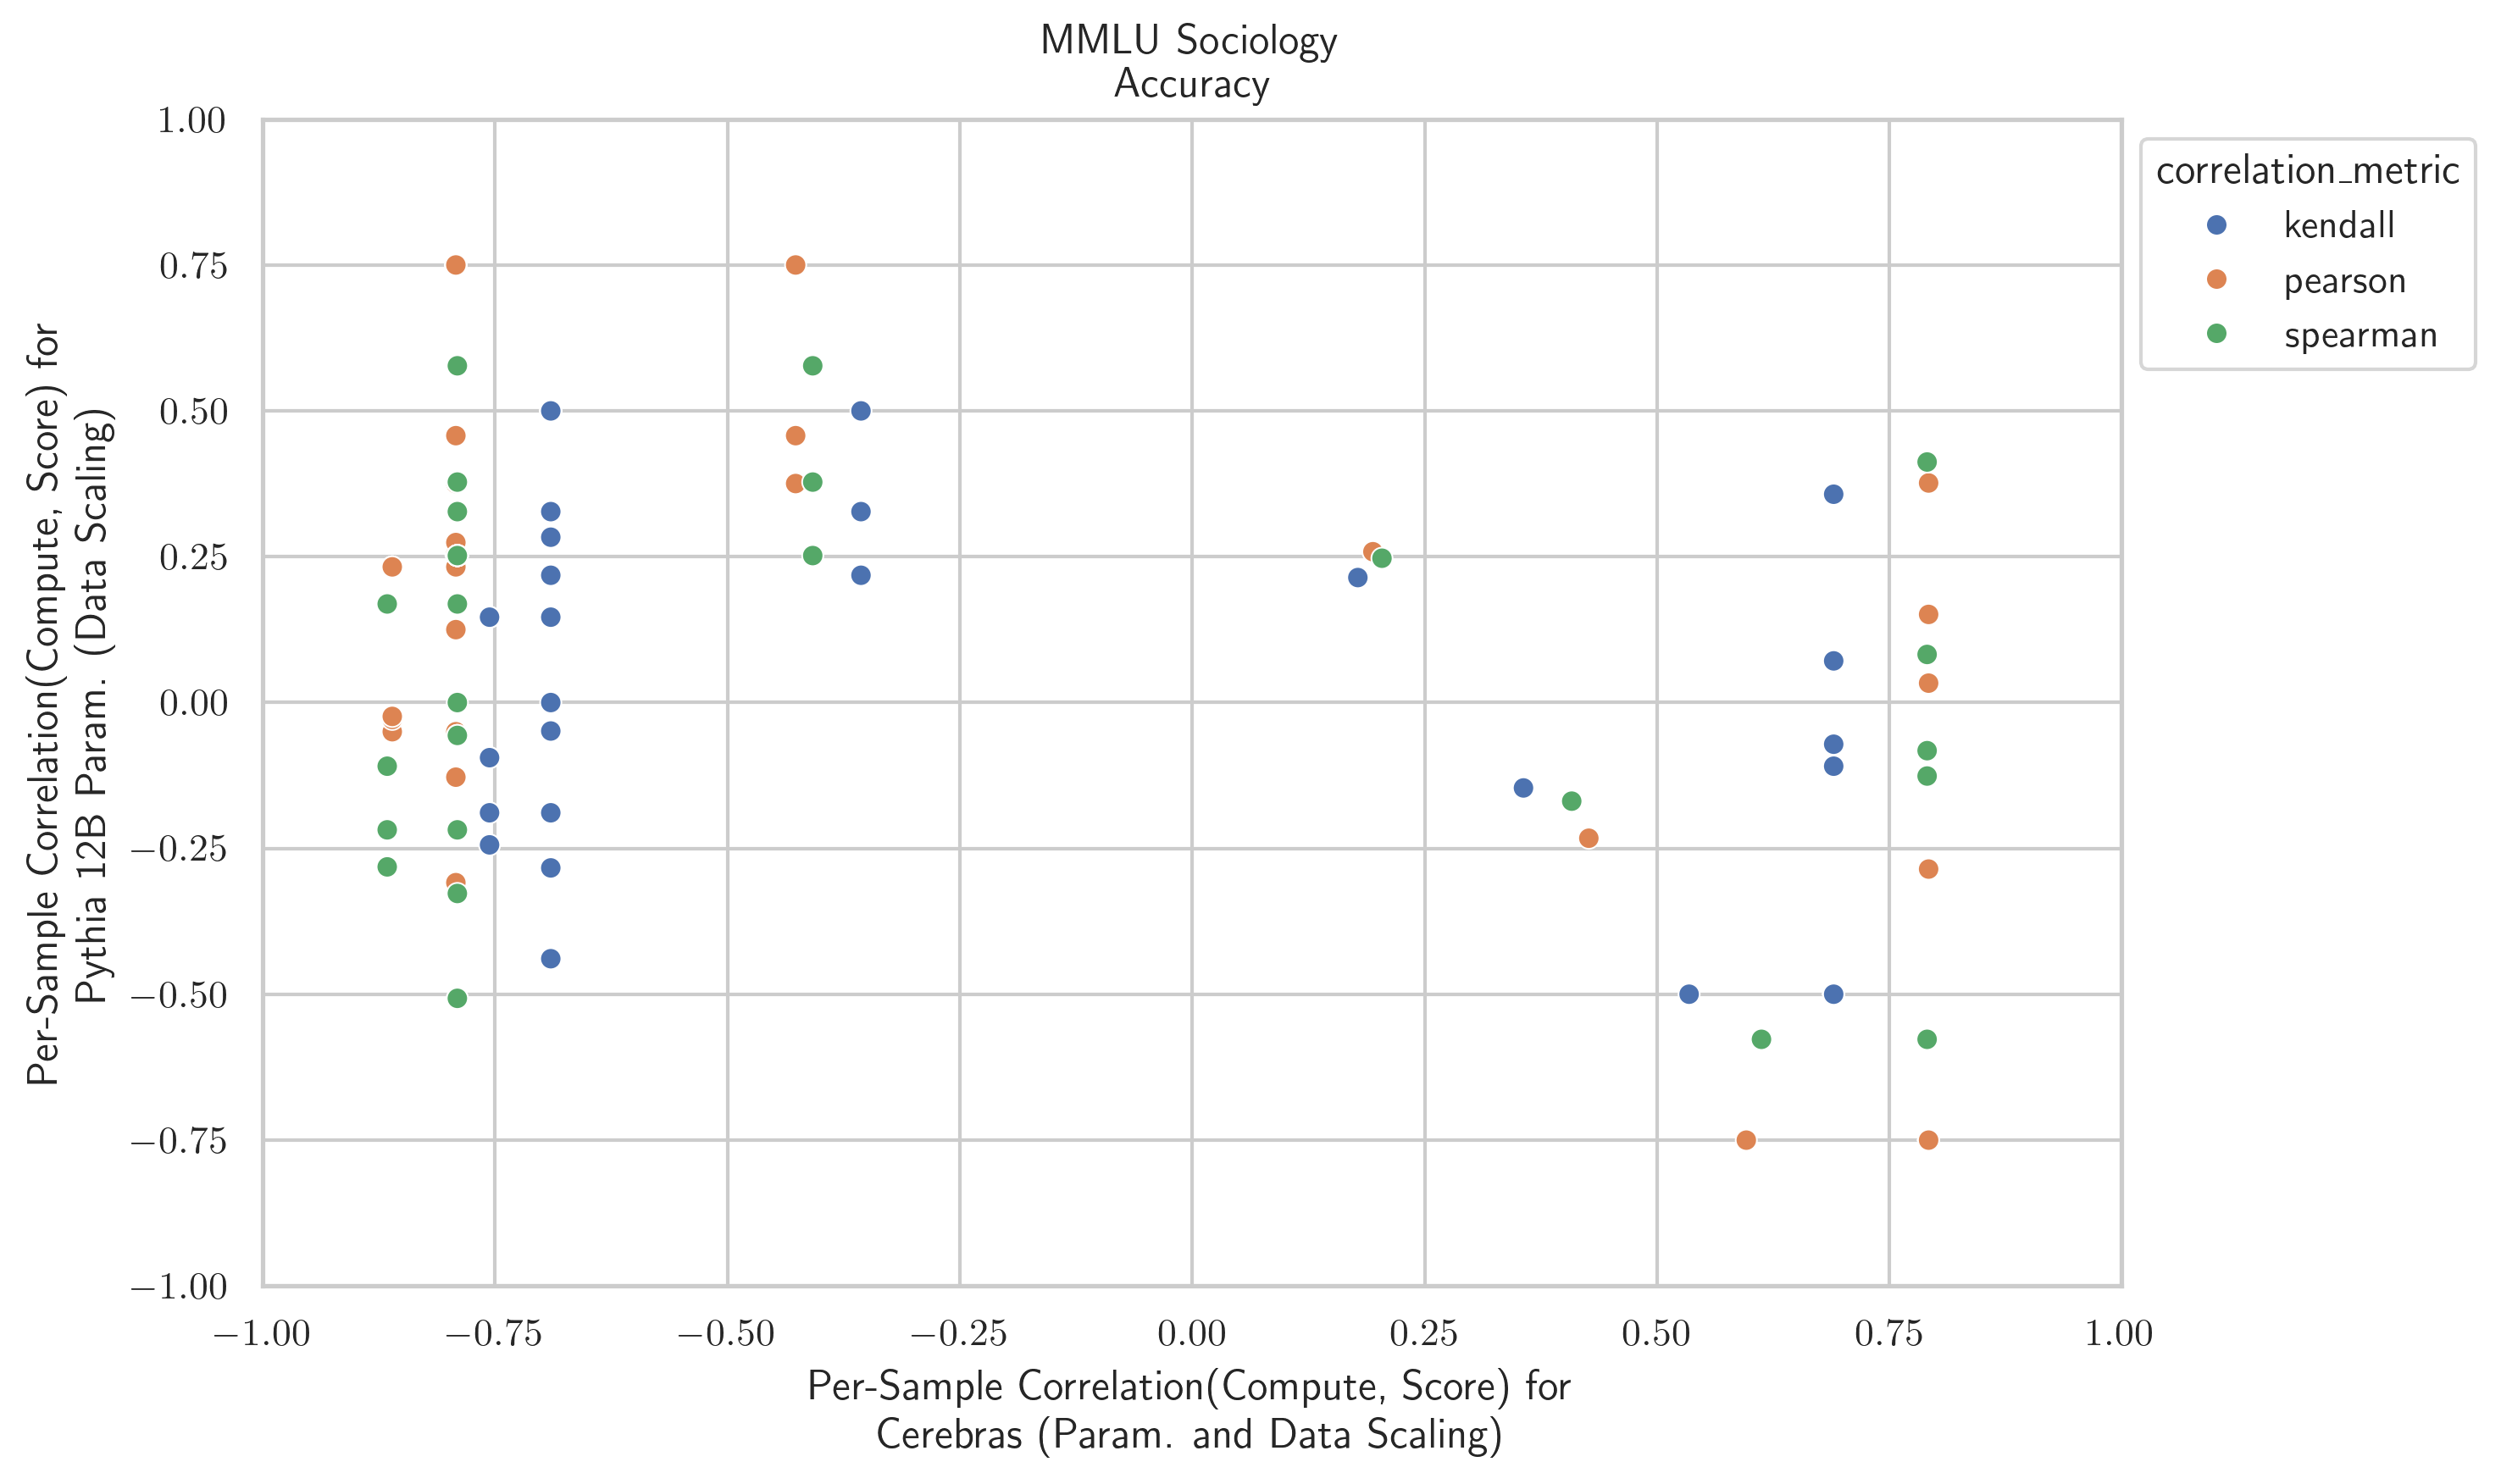 MMLU Sociology
Accuracy
1.00
0.75
0.50
0.25
0.00
−0.25
−0.50
−0.75
−1.00
Per-Sample Correlation(Compute, Score) for
Pythia 12B Param. (Data Scaling)
correlation_metric
kendall
pearson
spearman
−1.00
−0.75
−0.50
−0.25
0.00
0.25
0.50
0.75
1.00
Per-Sample Correlation(Compute, Score) for
Cerebras (Param. and Data Scaling)